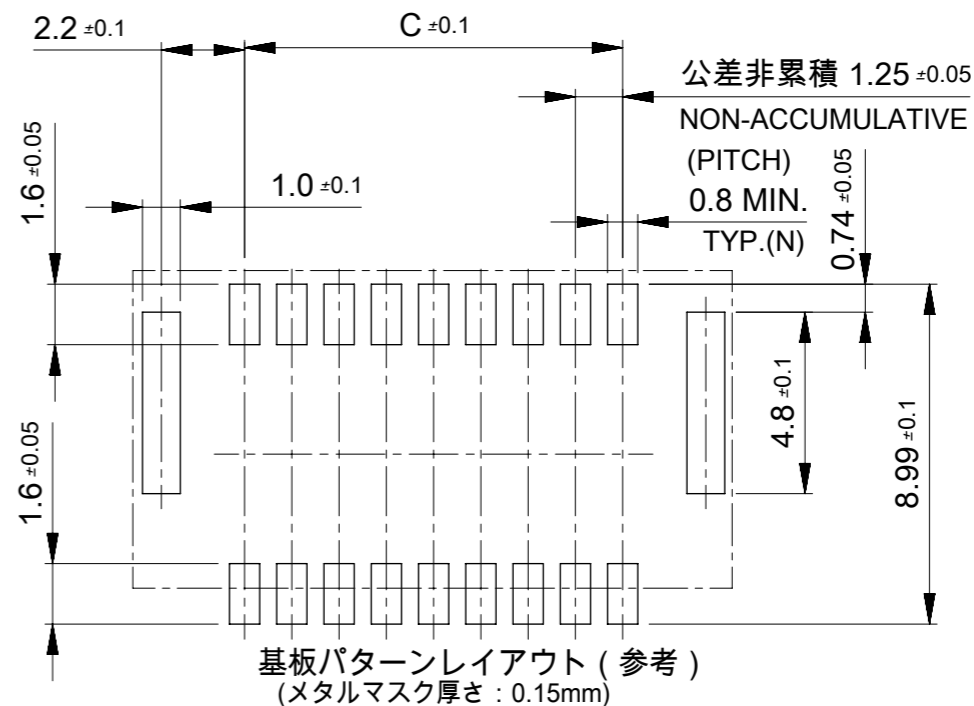 2.2 ±0.1
C ±0.1
公差非累積 1.25 ±0.05
NON-ACCUMULATIVE
(PITCH)
0.8 MIN.
TYP.(N)
1.6 ±0.05
1.0 ±0.1
0.74 ±0.05
4.8 ±0.1
8.99 ±0.1
1.6 ±0.05
基板パターンレイアウト ( 参考 )
(メタルマスク厚さ : 0.15mm)